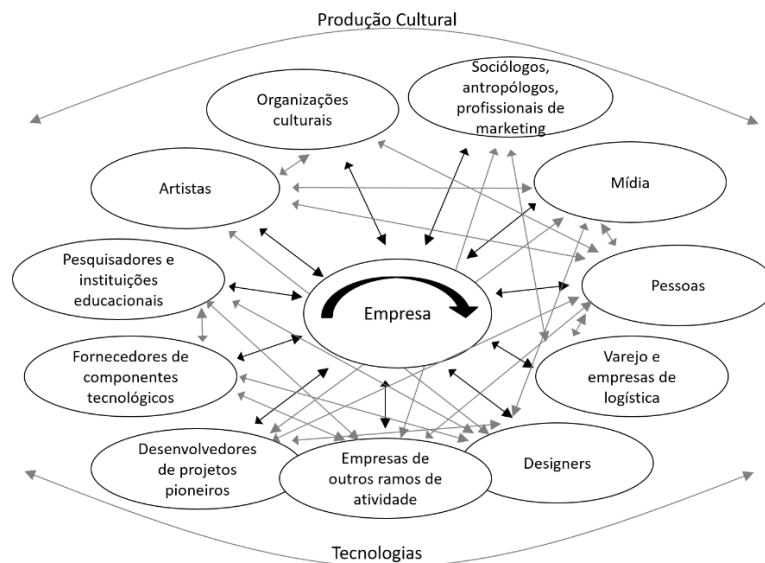 Produção Cultural
Sociólogos,
antropólogos,
profissionais de
marketing
Organizações
culturais
Artistas
Mídia
Pesquisadores e
instituições
educacionais
Pessoas
Empresa
Fornecedores de
componentes
tecnológicos
Varejo e
empresas de
logística
Desenvolvedores
de projetos
pioneiros
Empresas de
outros ramos de
atividade
Designers
Tecnologias